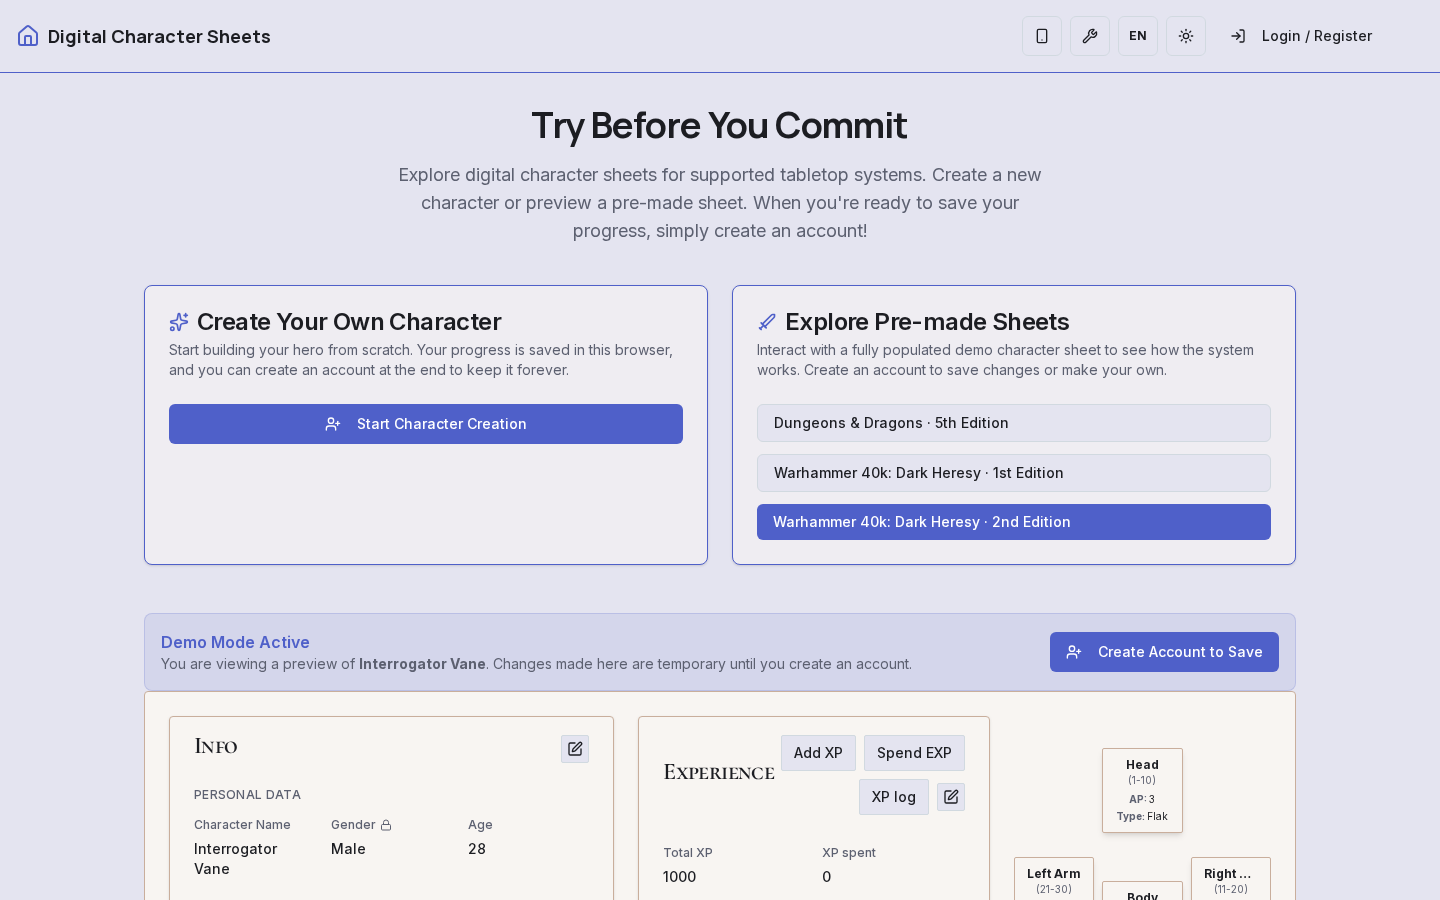 Digital Character Sheets
EN
Login / Register
Try Before You Commit
Explore digital character sheets for supported tabletop systems. Create a new
character or preview a pre-made sheet. When you're ready to save your
progress, simply create an account!
Create Your Own Character
Start building your hero from scratch. Your progress is saved in this browser,
and you can create an account at the end to keep it forever.
Start Character Creation
Explore Pre-made Sheets
Interact with a fully populated demo character sheet to see how the system
works. Create an account to save changes or make your own.
Dungeons & Dragons · 5th Edition
Warhammer 40k: Dark Heresy · 1st Edition
Warhammer 40k: Dark Heresy · 2nd Edition
Demo Mode Active
You are viewing a preview of Interrogator Vane. Changes made here are temporary until you create an account.
Create Account to Save
Info
PERSONAL DATA
Character Name
Interrogator
Vane
Gender
Male
Age
28
Experience
Add XP
Spend EXP
XP log
Total XP
1000
XP spent
0
Head
(1-10)
AP: 3
Type: Flak
Left Arm
(21-30)
Body
Right ...
(11-20)